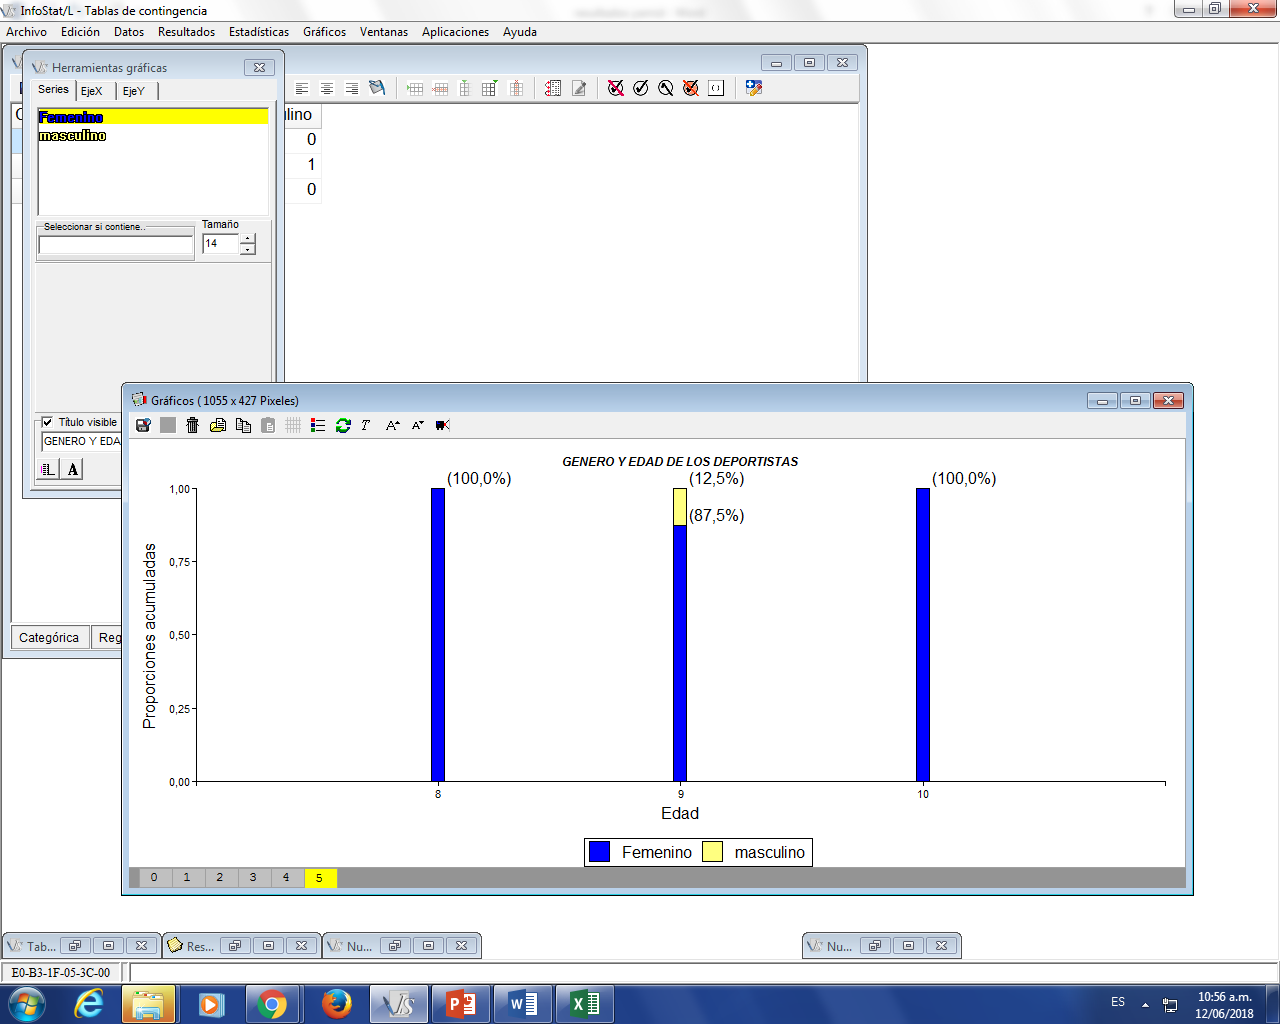 InfoStat/L - Tablas de contingencia
Archivo Edición Datos Resultados Estadísticas Gráficos Ventanas Aplicaciones Ayuda
Herramientas gráficas
Series EjeX EjeY
Femenino
masculino
lino
0
1
0
Seleccionar si contiene..
Tamaño
14
Título visible
GENERO Y EDA
A
Categórica Reg
Gráficos (1055 x 427 Pixeles)
T A A
GENERO Y EDAD DE LOS DEPORTISTAS
(100,0%) (12,5%) (100,0%)
(87,5%)
1,00
0,75
0,50
0,25
0,00
Proporciones acumuladas
8 9 10
Edad
Femenino masculino
0 1 2 3 4 5
Tab... Res... Nu... Nu...
E0-B3-1F-05-3C-00
ES
10:56 a.m.
12/06/2018